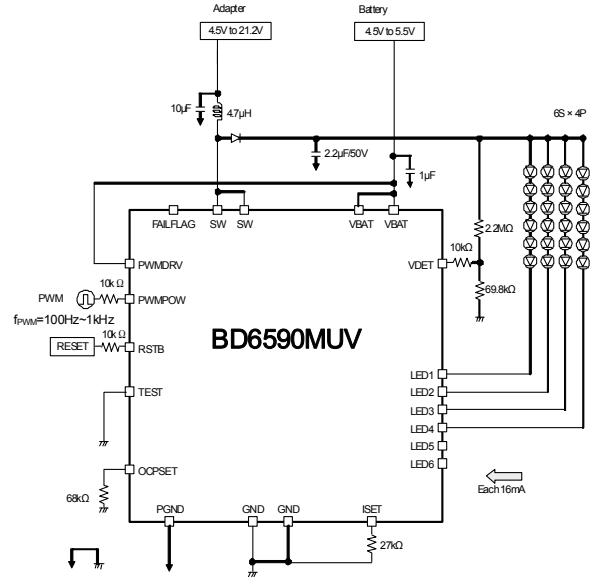 Adapter
Battery
4.5V to 21.2V
4.5V to 5.5V
10µF
4.7µH
6S × 4P
2.2µF/50V
1µF
FAILFLAG
SW
SW
VBAT
VBAT
2.2MΩ
PWMDRV
VDET
10kΩ
10k Ω
PWM
PWMPOW
69.8kΩ
fPWM=100Hz~1kHz
10k Ω
RESET
RSTB
BD6590MUV
LED1
TEST
LED2
LED3
LED4
LED5
OCPSET
LED6
Each 16mA
68kΩ
PGND
GND
GND
ISET
27kΩ